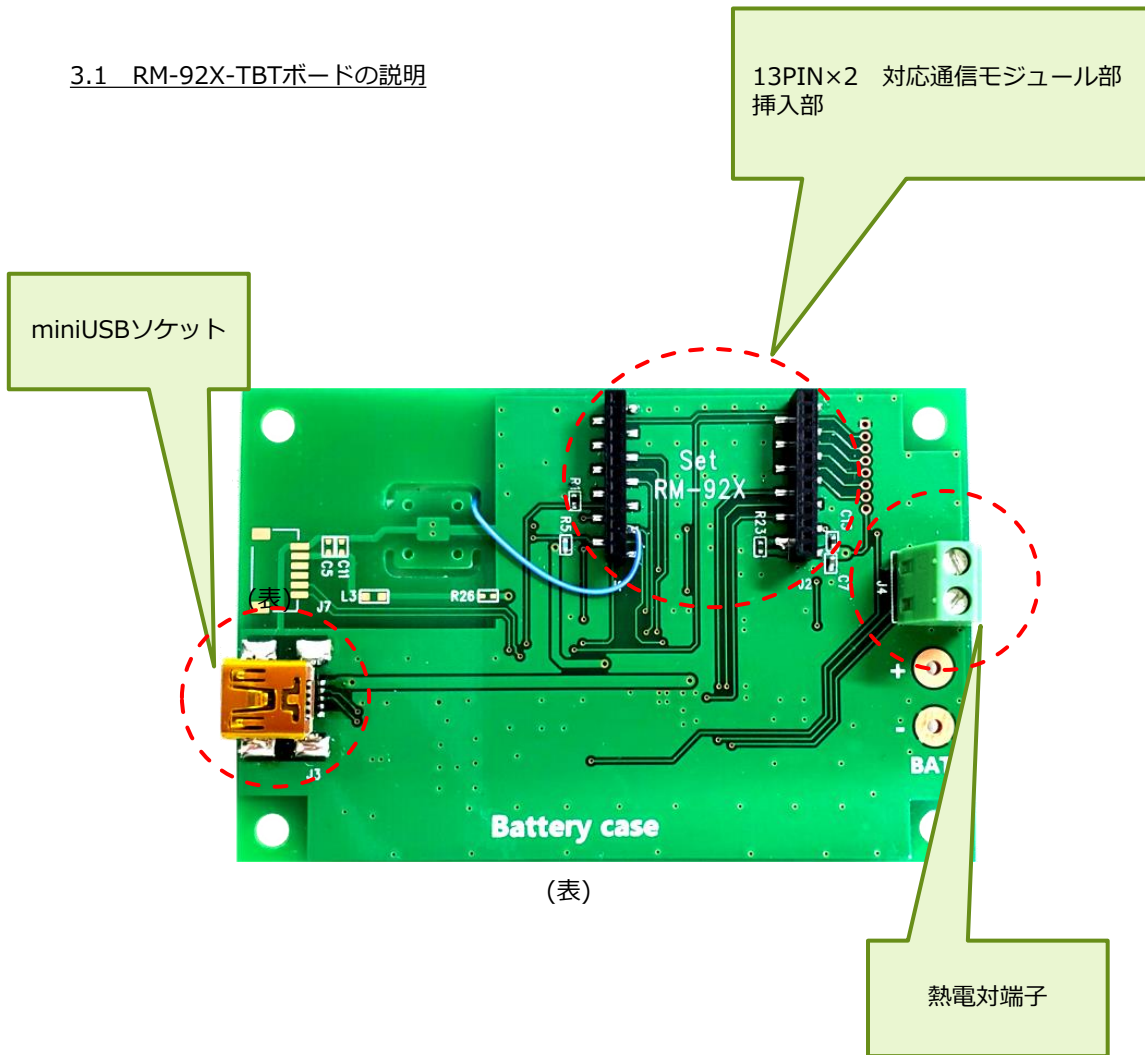 3.1 RM-92X-TBTボードの説明
13PIN×2 対応通信モジュール部
挿入部
miniUSBソケット
Set
RM-92X
R1
R5
R23
C13
C7
C5
C11
L3
R26
(表)
J7
J2
J4
J3
+
-
BAT
Battery case
(表)
熱電対端子